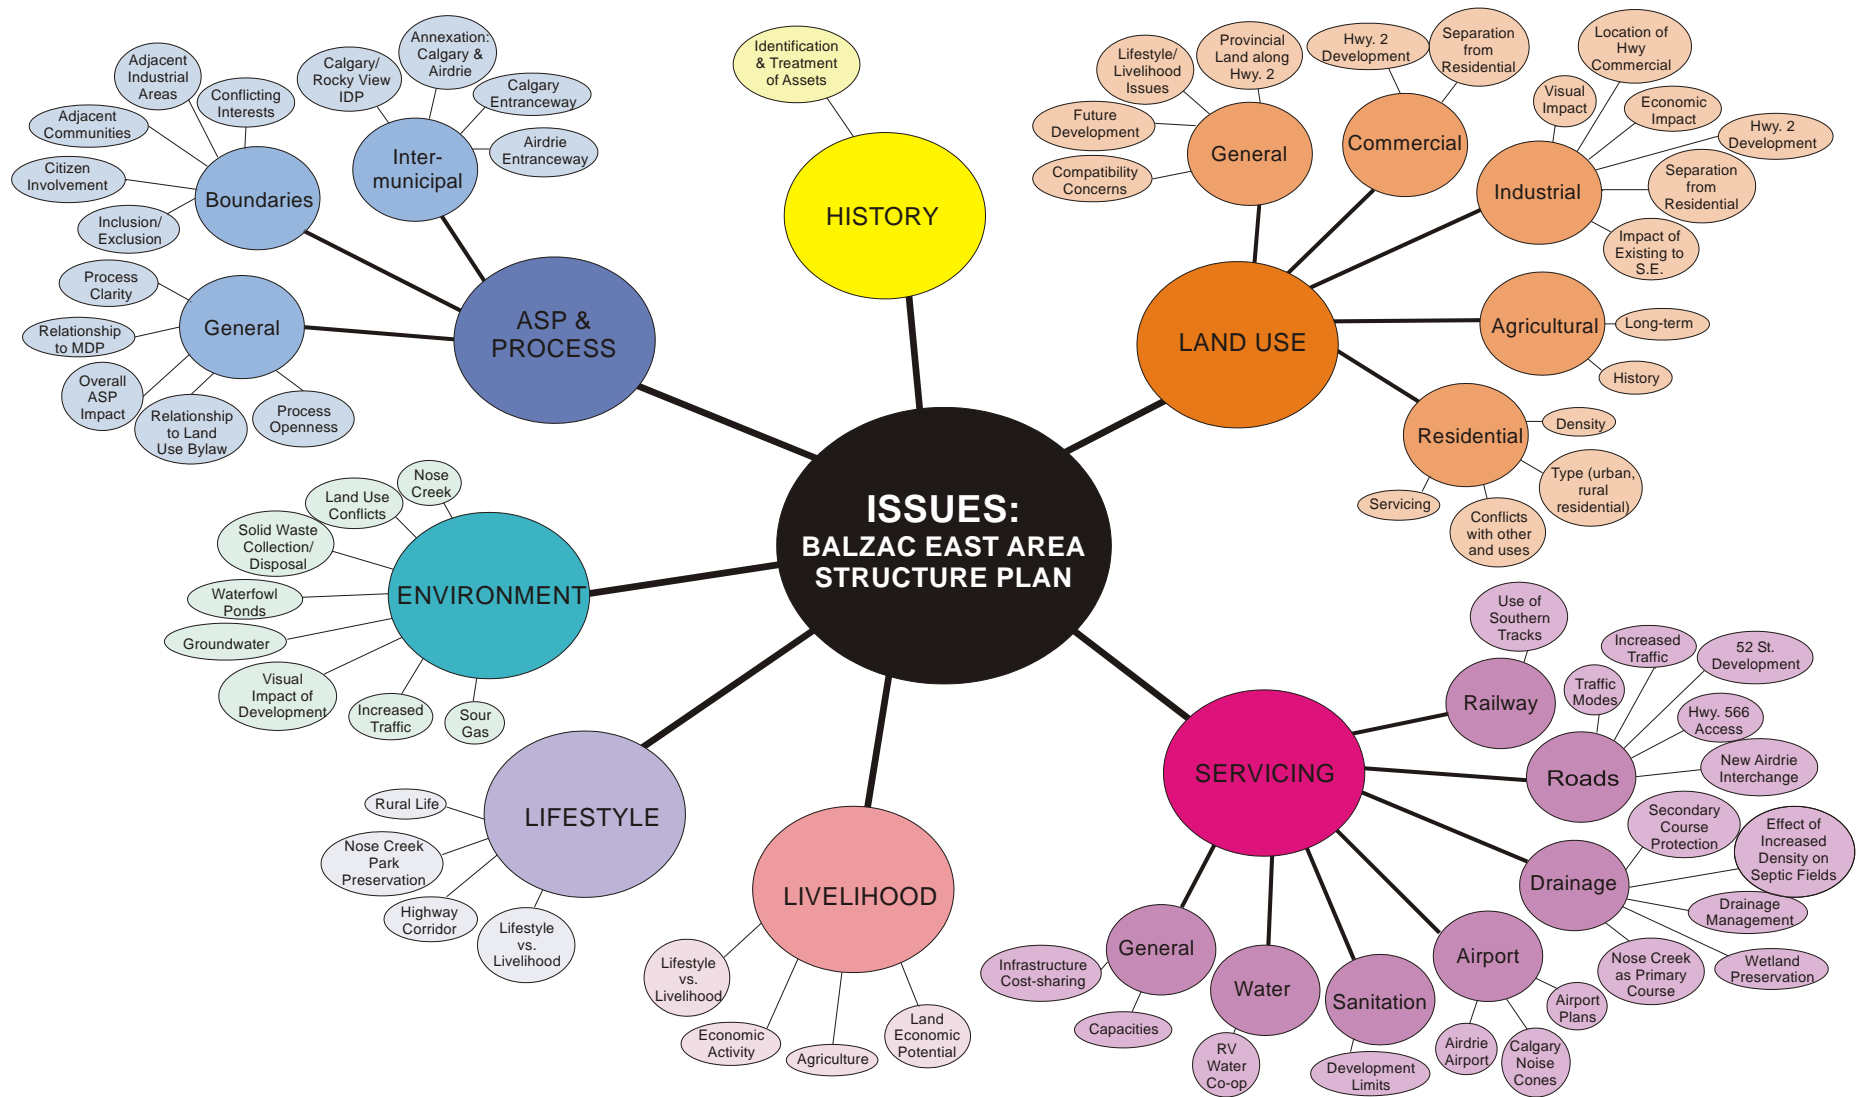 ISSUES:
BALZAC EAST AREA
STRUCTURE PLAN
ASP &
PROCESS
Boundaries
Adjacent
Industrial
Areas
Conflicting
Interests
Adjacent
Communities
Citizen
Involvement
Inclusion/
Exclusion
Inter-
municipal
Calgary/
Rocky View
IDP
Annexation:
Calgary &
Airdrie
Calgary
Entranceway
Airdrie
Entranceway
General
Process
Clarity
Relationship
to MDP
Overall
ASP
Impact
Relationship
to Land
Use Bylaw
Process
Openness
HISTORY
Identification
& Treatment
of Assets
LAND USE
General
Lifestyle/
Livelihood
Issues
Provincial
Land along
Hwy. 2
Future
Development
Compatibility
Concerns
Commercial
Hwy. 2
Development
Separation
from
Residential
Industrial
Visual
Impact
Location of
Hwy
Commercial
Economic
Impact
Hwy. 2
Development
Separation
from
Residential
Impact of
Existing to
S.E.
Agricultural
Long-term
History
Residential
Density
Type (urban,
rural
residential)
Conflicts
with other
and uses
Servicing
ENVIRONMENT
Nose
Creek
Land Use
Conflicts
Solid Waste
Collection/
Disposal
Waterfowl
Ponds
Groundwater
Visual
Impact of
Development
Increased
Traffic
Sour
Gas
LIFESTYLE
Rural Life
Nose Creek
Park
Preservation
Highway
Corridor
Lifestyle
vs.
Livelihood
LIVELIHOOD
Lifestyle
vs.
Livelihood
Economic
Activity
Agriculture
Land
Economic
Potential
SERVICING
Railway
Use of
Southern
Tracks
Roads
Traffic
Modes
Increased
Traffic
52 St.
Development
Hwy. 566
Access
New Airdrie
Interchange
Drainage
Secondary
Course
Protection
Effect of
Increased
Density on
Septic Fields
Drainage
Management
Wetland
Preservation
Nose Creek
as Primary
Course
Airport
Airport
Plans
Calgary
Noise
Cones
Airdrie
Airport
Sanitation
Development
Limits
Water
RV
Water
Co-op
General
Infrastructure
Cost-sharing
Capacities